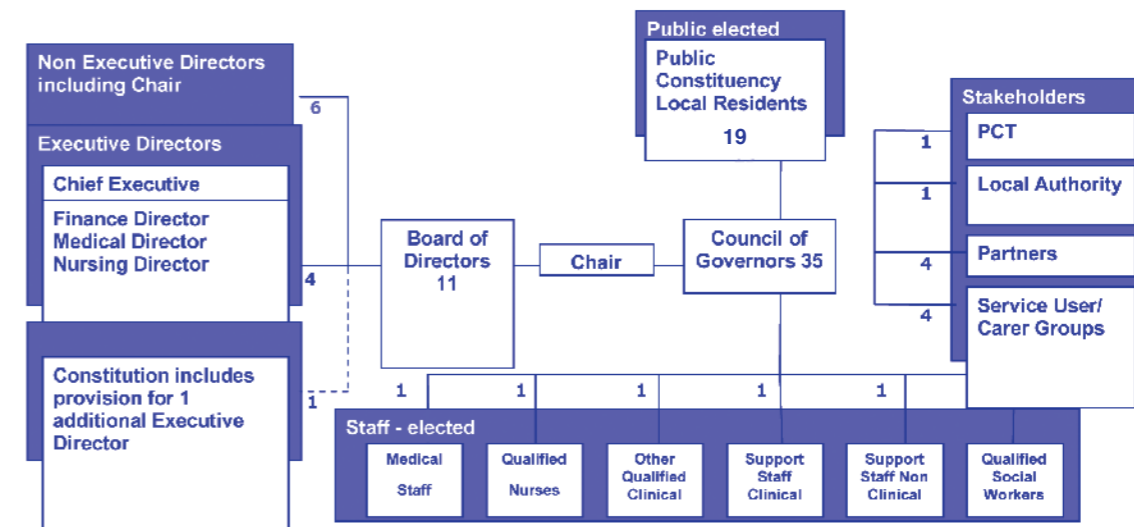 Non Executive Directors
including Chair
6
Executive Directors
Chief Executive
Finance Director
Medical Director
Nursing Director
4
Constitution includes
provision for 1
additional Executive
Director
1
Board of
Directors
11
Chair
Public elected
Public
Constituency
Local Residents
19
Council of
Governors 35
Stakeholders
1
PCT
1
Local Authority
4
Partners
4
Service User/
Carer Groups
1
1
1
1
1
Staff - elected
Medical
Staff
Qualified
Nurses
Other
Qualified
Clinical
Support
Staff
Clinical
Support
Staff Non
Clinical
Qualified
Social
Workers